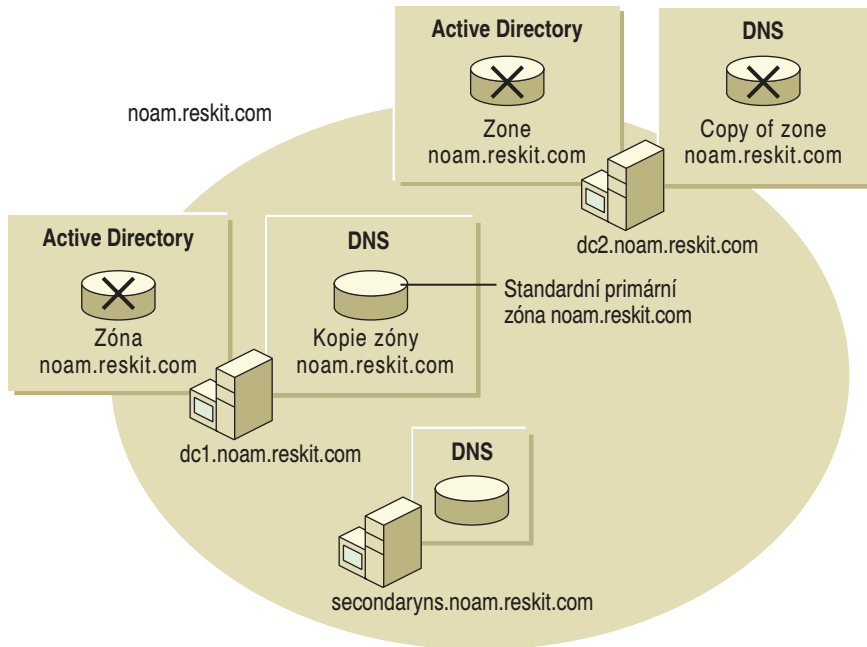 Active Directory
Zone
noam.reskit.com
DNS
Copy of zone
noam.reskit.com
noam.reskit.com
dc2.noam.reskit.com
Active Directory
Zóna
noam.reskit.com
DNS
Kopie zóny
noam.reskit.com
Standardní primární
zóna noam.reskit.com
dc1.noam.reskit.com
DNS
secondaryns.noam.reskit.com